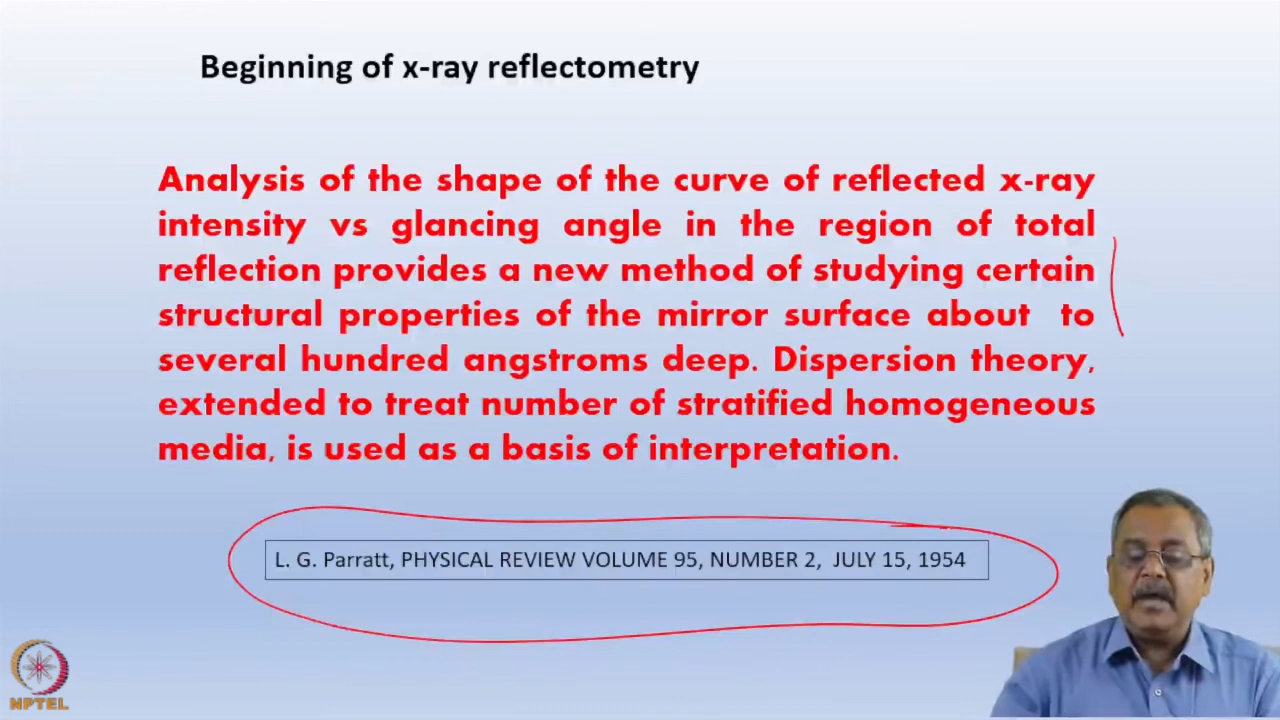 Beginning of x-ray reflectometry
Analysis of the shape of the curve of reflected x-ray
intensity vs glancing angle in the region of total
reflection provides a new method of studying certain
structural properties of the mirror surface about to
several hundred angstroms deep. Dispersion theory,
extended to treat number of stratified homogeneous
media, is used as a basis of interpretation.
L. G. Parratt, PHYSICAL REVIEW VOLUME 95, NUMBER 2, JULY 15, 1954
NPTEL